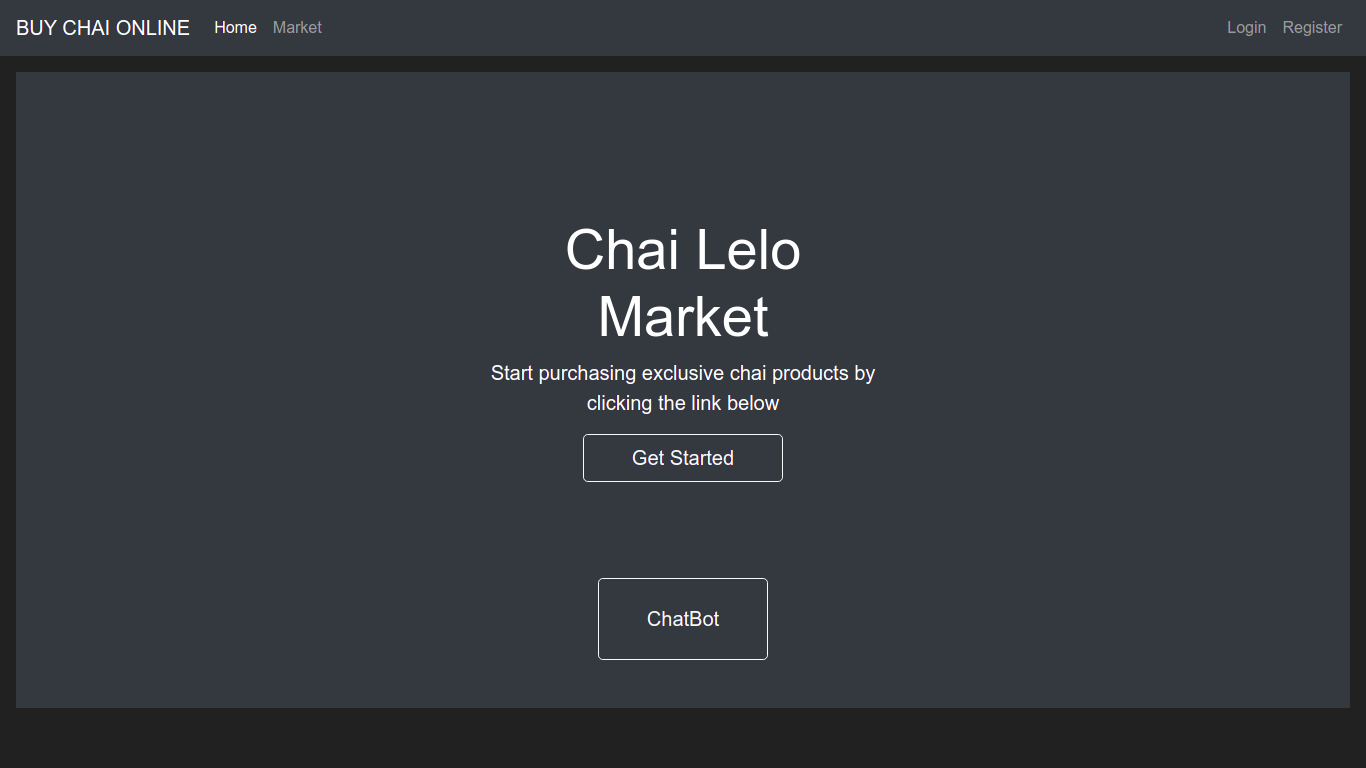 BUY CHAI ONLINE Home Market Login Register
Chai Lelo
Market
Start purchasing exclusive chai products by
clicking the link below
Get Started
ChatBot